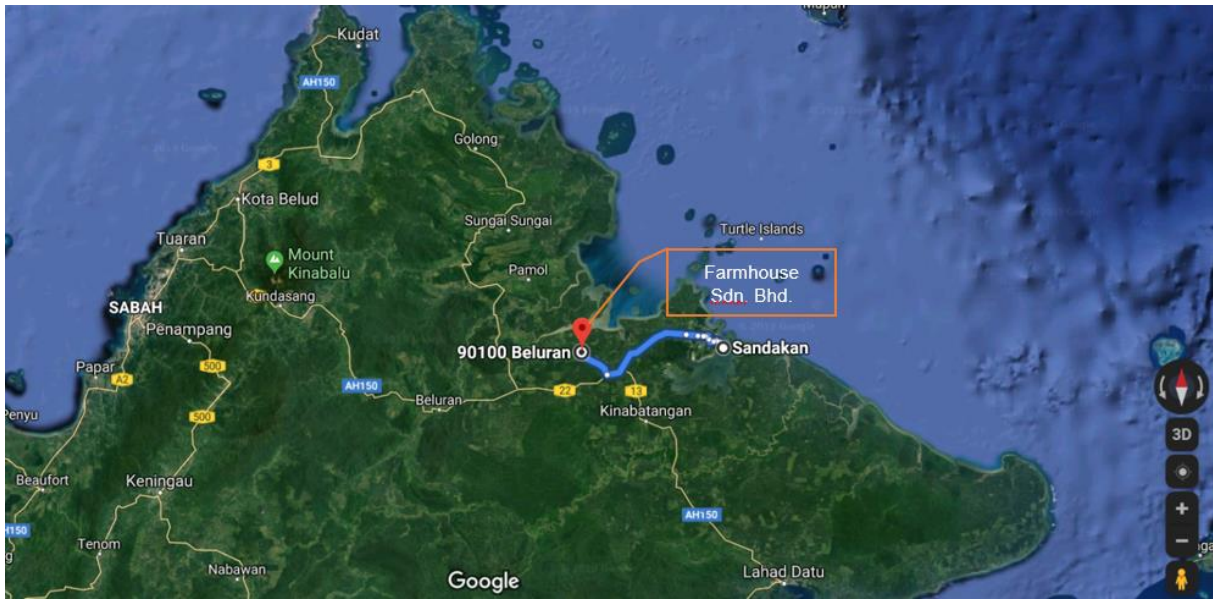 Mapun
Kudat
AH150
Golong
3
Kota Belud
Sungai Sungai
Turtle Islands
Tuaran
Mount
Kinabalu
Pamol
Farmhouse
Sdn. Bhd.
Kundasang
SABAH
Penampang
90100 Beluran
Sandakan
500
Papar
A2
AH150
22
13
Penyu
Beluran
500
Kinabatangan
3D
Beaufort
Keningau
AH150
H150
Tenom
Nabawan
Google
Lahad Datu